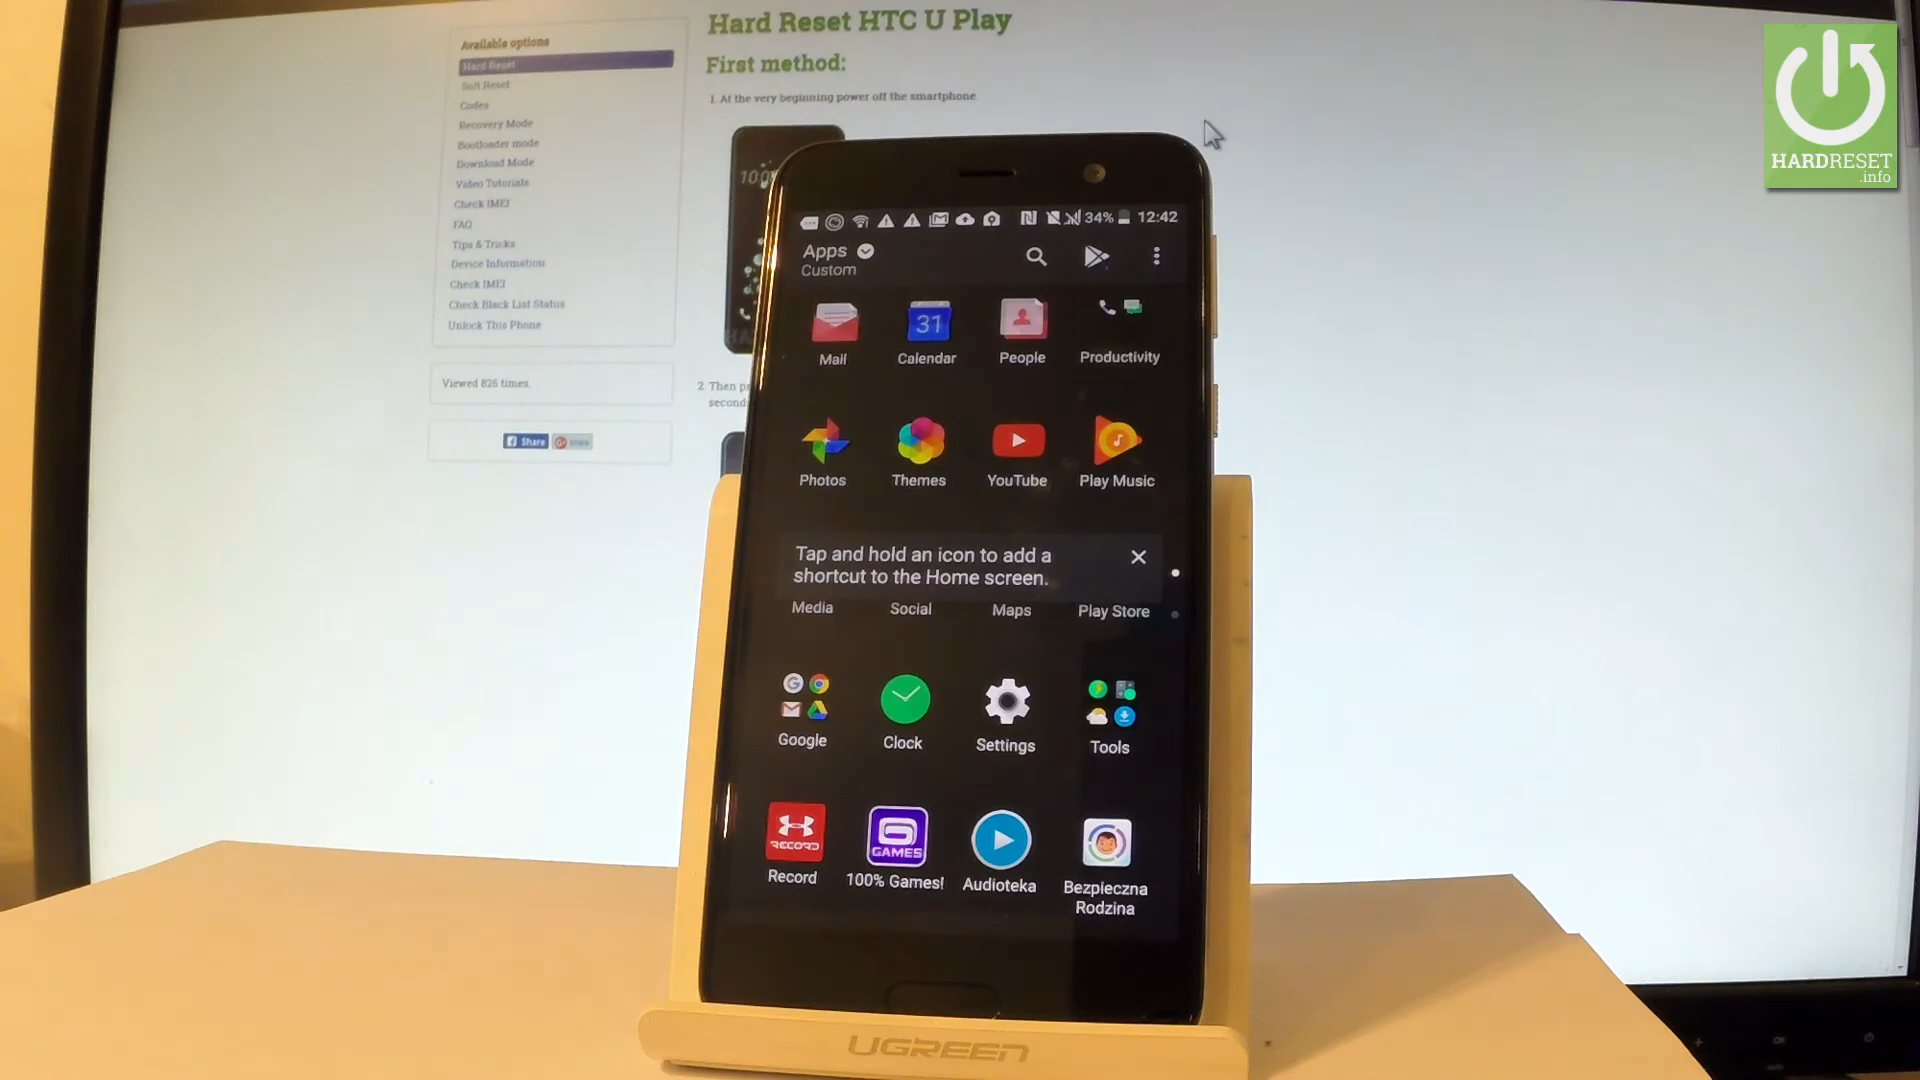 Hard Reset HTC U Play
First method:
1. At the very beginning power off the smartphone.
Available options
Hard Reset
Soft Reset
Codes
Recovery Mode
Bootloader mode
Download Mode
Video Tutorials
Check IMEI
FAQ
Tips & Tricks
Device Information
Check IMEI
Check Black List Status
Unlock This Phone
Viewed 826 times.
Share
share
2. Then
second
HARDRESET
.info
34% 12:42
Apps
Custom
Mail
31
Calendar
People
Productivity
Photos
Themes
YouTube
Play Music
Tap and hold an icon to add a
shortcut to the Home screen.
Media
Social
Maps
Play Store
Google
Clock
Settings
Tools
RECORD
Record
GAMES
100% Games!
Audioteka
Bezpieczna
Rodzina
UGREEN